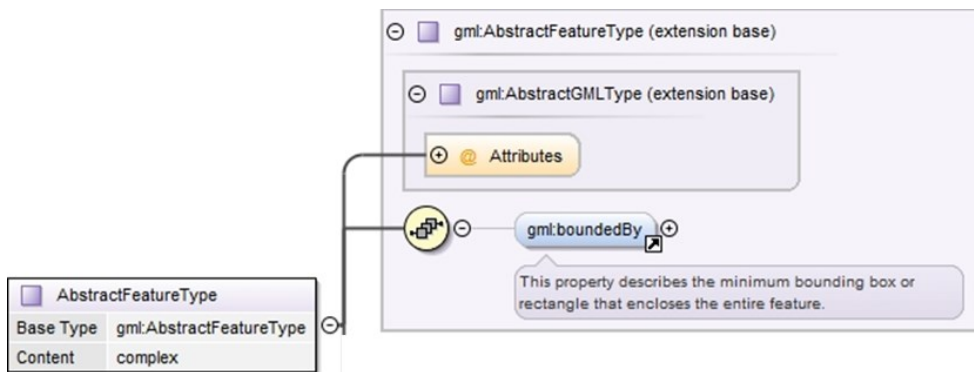 gml:AbstractFeatureType (extension base)
gml:AbstractGMLType (extension base)
@ Attributes
gml:boundedBy
This property describes the minimum bounding box or
rectangle that encloses the entire feature.
AbstractFeatureType
Base Type gml:AbstractFeatureType
Content complex